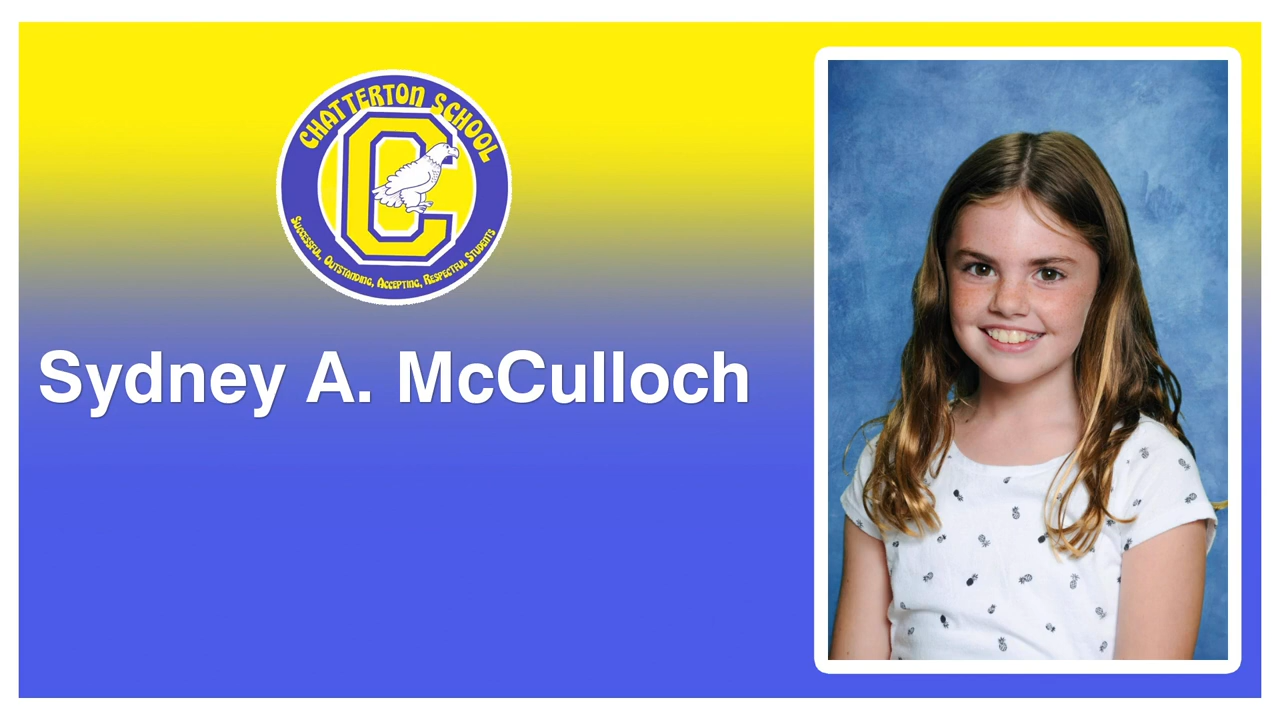 CHATTERTON SCHOOL
C
SUCCESSFUL, OUTSTANDING, ACCEPTING, RESPECTFUL STUDENTS
Sydney A. McCulloch